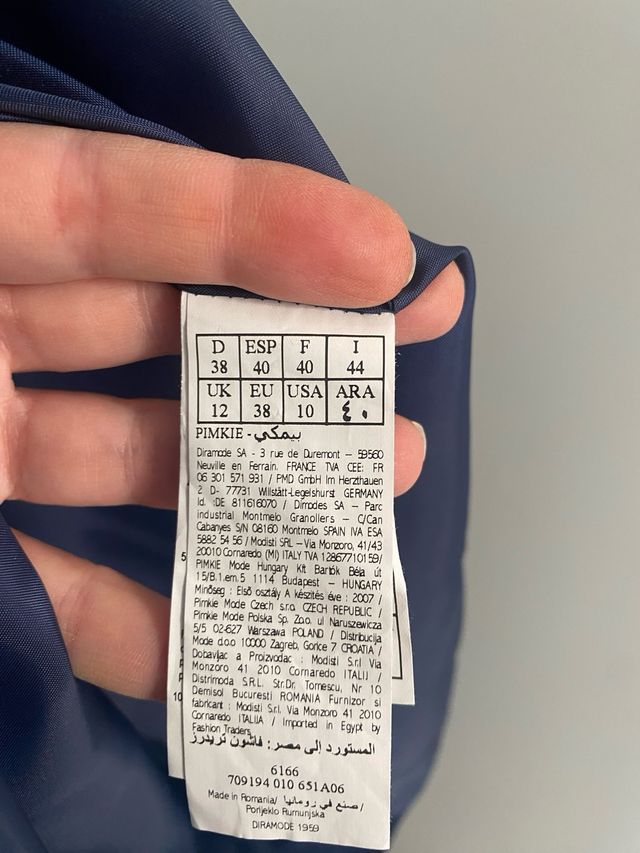 D ESP F I
38 40 40 44
UK EU USA ARA
12 38 10 ٤٠
PIMKIE - بيمكي
Diramode SA - 3 rue de Duremont – 59560
Neuville en Ferrain. FRANCE TVA CEE: FR
06 301 571 931 / PMD GmbH Im Herzthauen
2 D- 77731 Willstätt-Legelshurst GERMANY
Id. :DE 811616070 / Dirnodes SA – Parc
industrial Montmelo Granollers – C/Can
Cabanyes S/N 08160 Montmelo SPAIN IVA ESA
5882 54 56 / Modisti SRL – Via Monzoro, 41/43
20010 Cornaredo (MI) ITALY TVA 12867710159/
PIMKIE Mode Hungary Kft Bartók Béla út
15/B.1.em.5 1114 Budapest – HUNGARY
Minőség : Első osztály A készítés éve : 2007 /
Pimkie Mode Czech s.r.o. CZECH REPUBLIC /
Pimkie Mode Polska Sp. Zo.o. ul Naruszewicza
5/5 02-627 Warszawa POLAND / Distribucija
Mode d.o.o 10000 Zagreb, Gorice 7 CROATIA /
Dobavljac a Proizvodac : Modisti S.r.l Via
Monzoro 41 2010 Cornaredo ITALIJ /
Distrimoda S.R.L. Str.Dr. Tomescu, Nr 10
Demisol Bucuresti ROMANIA Furnizor si
fabricant : Modisti S.r.l. Via Monzoro 41 2010
Cornaredo ITALIA / Imported in Egypt by
Fashion Traders
المستورد إلى مصر: فاشون تريدرز
6166
709194 010 651A06
Made in Romania/ صنع في رومانيا /
Porijeklo Rumunjska
DIRAMODE 1959
5
10